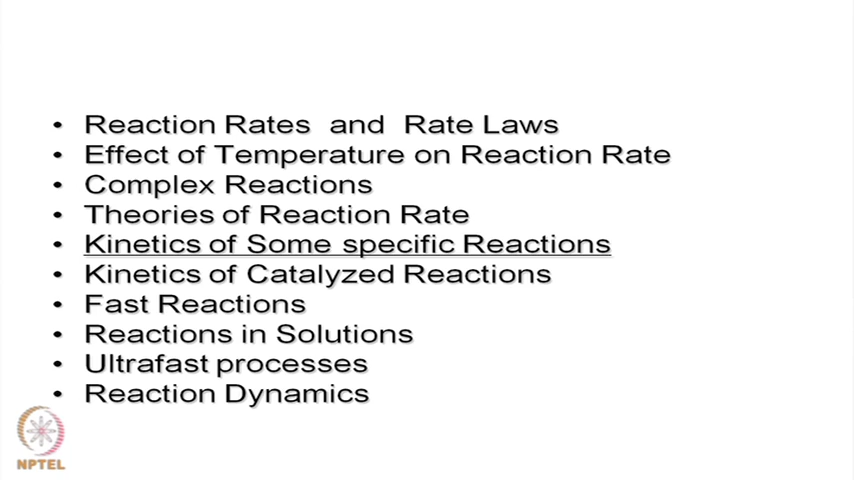 • Reaction Rates and Rate Laws
• Effect of Temperature on Reaction Rate
• Complex Reactions
• Theories of Reaction Rate
• Kinetics of Some specific Reactions
• Kinetics of Catalyzed Reactions
• Fast Reactions
• Reactions in Solutions
• Ultrafast processes
• Reaction Dynamics
NPTEL